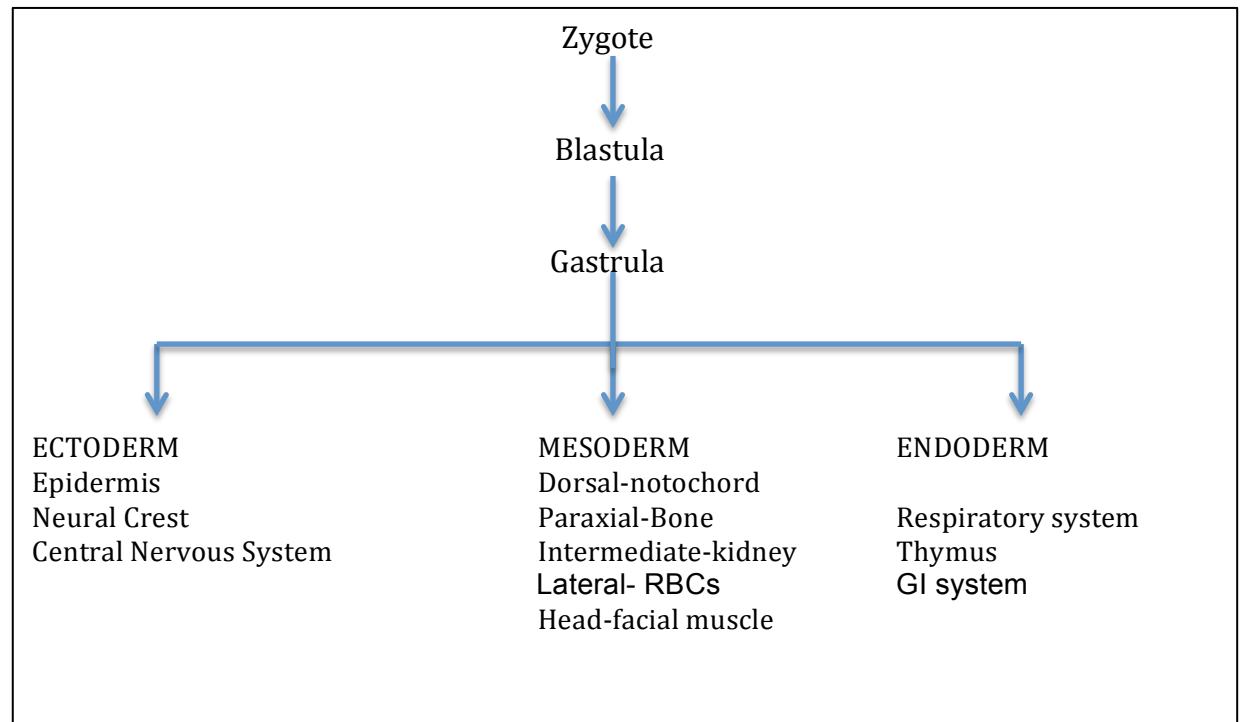 Zygote
Blastula
Gastrula
ECTODERM
Epidermis
Neural Crest
Central Nervous System
MESODERM
Dorsal-notochord
Paraxial-Bone
Intermediate-kidney
Lateral- RBCs
Head-facial muscle
ENDODERM
Respiratory system
Thymus
GI system